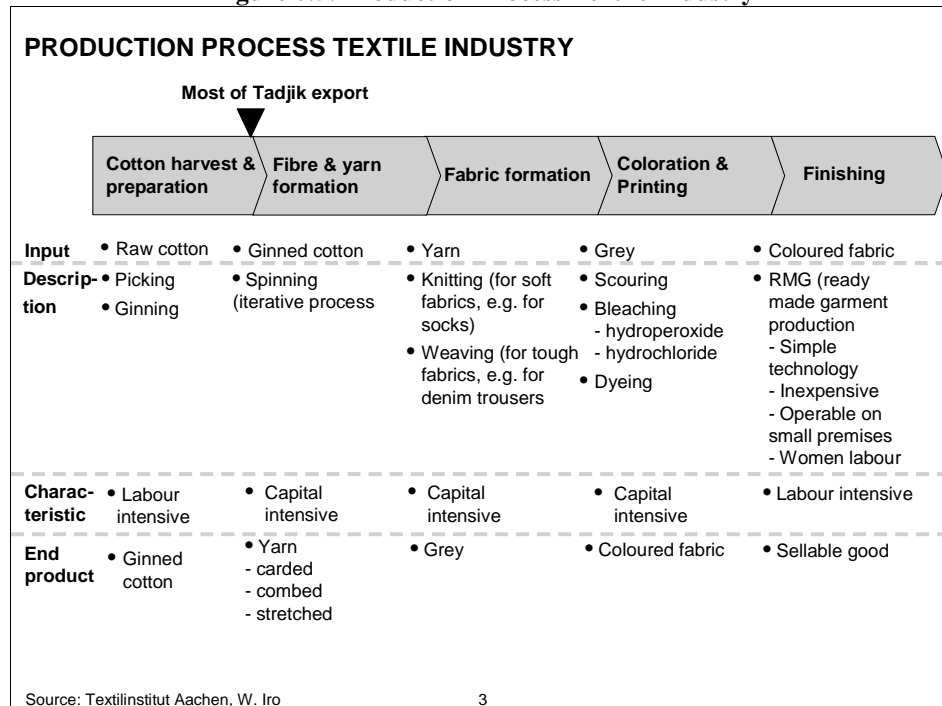 PRODUCTION PROCESS TEXTILE INDUSTRY
Most of Tadjik export
Cotton harvest &
preparation
Fibre & yarn
formation
Fabric formation
Coloration &
Printing
Finishing
Input
• Raw cotton
• Ginned cotton
• Yarn
• Grey
• Coloured fabric
Descrip-
tion
• Picking
• Ginning
• Spinning
(iterative process
• Knitting (for soft
fabrics, e.g. for
socks)
• Weaving (for tough
fabrics, e.g. for
denim trousers
• Scouring
• Bleaching
- hydroperoxide
- hydrochloride
• Dyeing
• RMG (ready
made garment
production
- Simple
technology
- Inexpensive
- Operable on
small premises
- Women labour
Charac-
teristic
• Labour
intensive
• Capital
intensive
• Capital
intensive
• Capital
intensive
• Labour intensive
End
product
• Ginned
cotton
• Yarn
- carded
- combed
- stretched
• Grey
• Coloured fabric
• Sellable good
Source: Textilinstitut Aachen, W. Iro
3